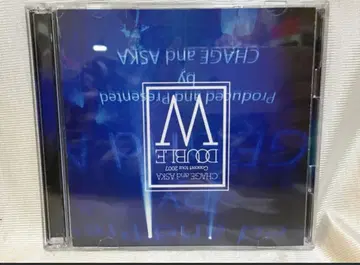 CHAGE and ASKA
Concert tour 2007
DOUBLE
W
Produced and Presented
by
CHAGE and ASKA